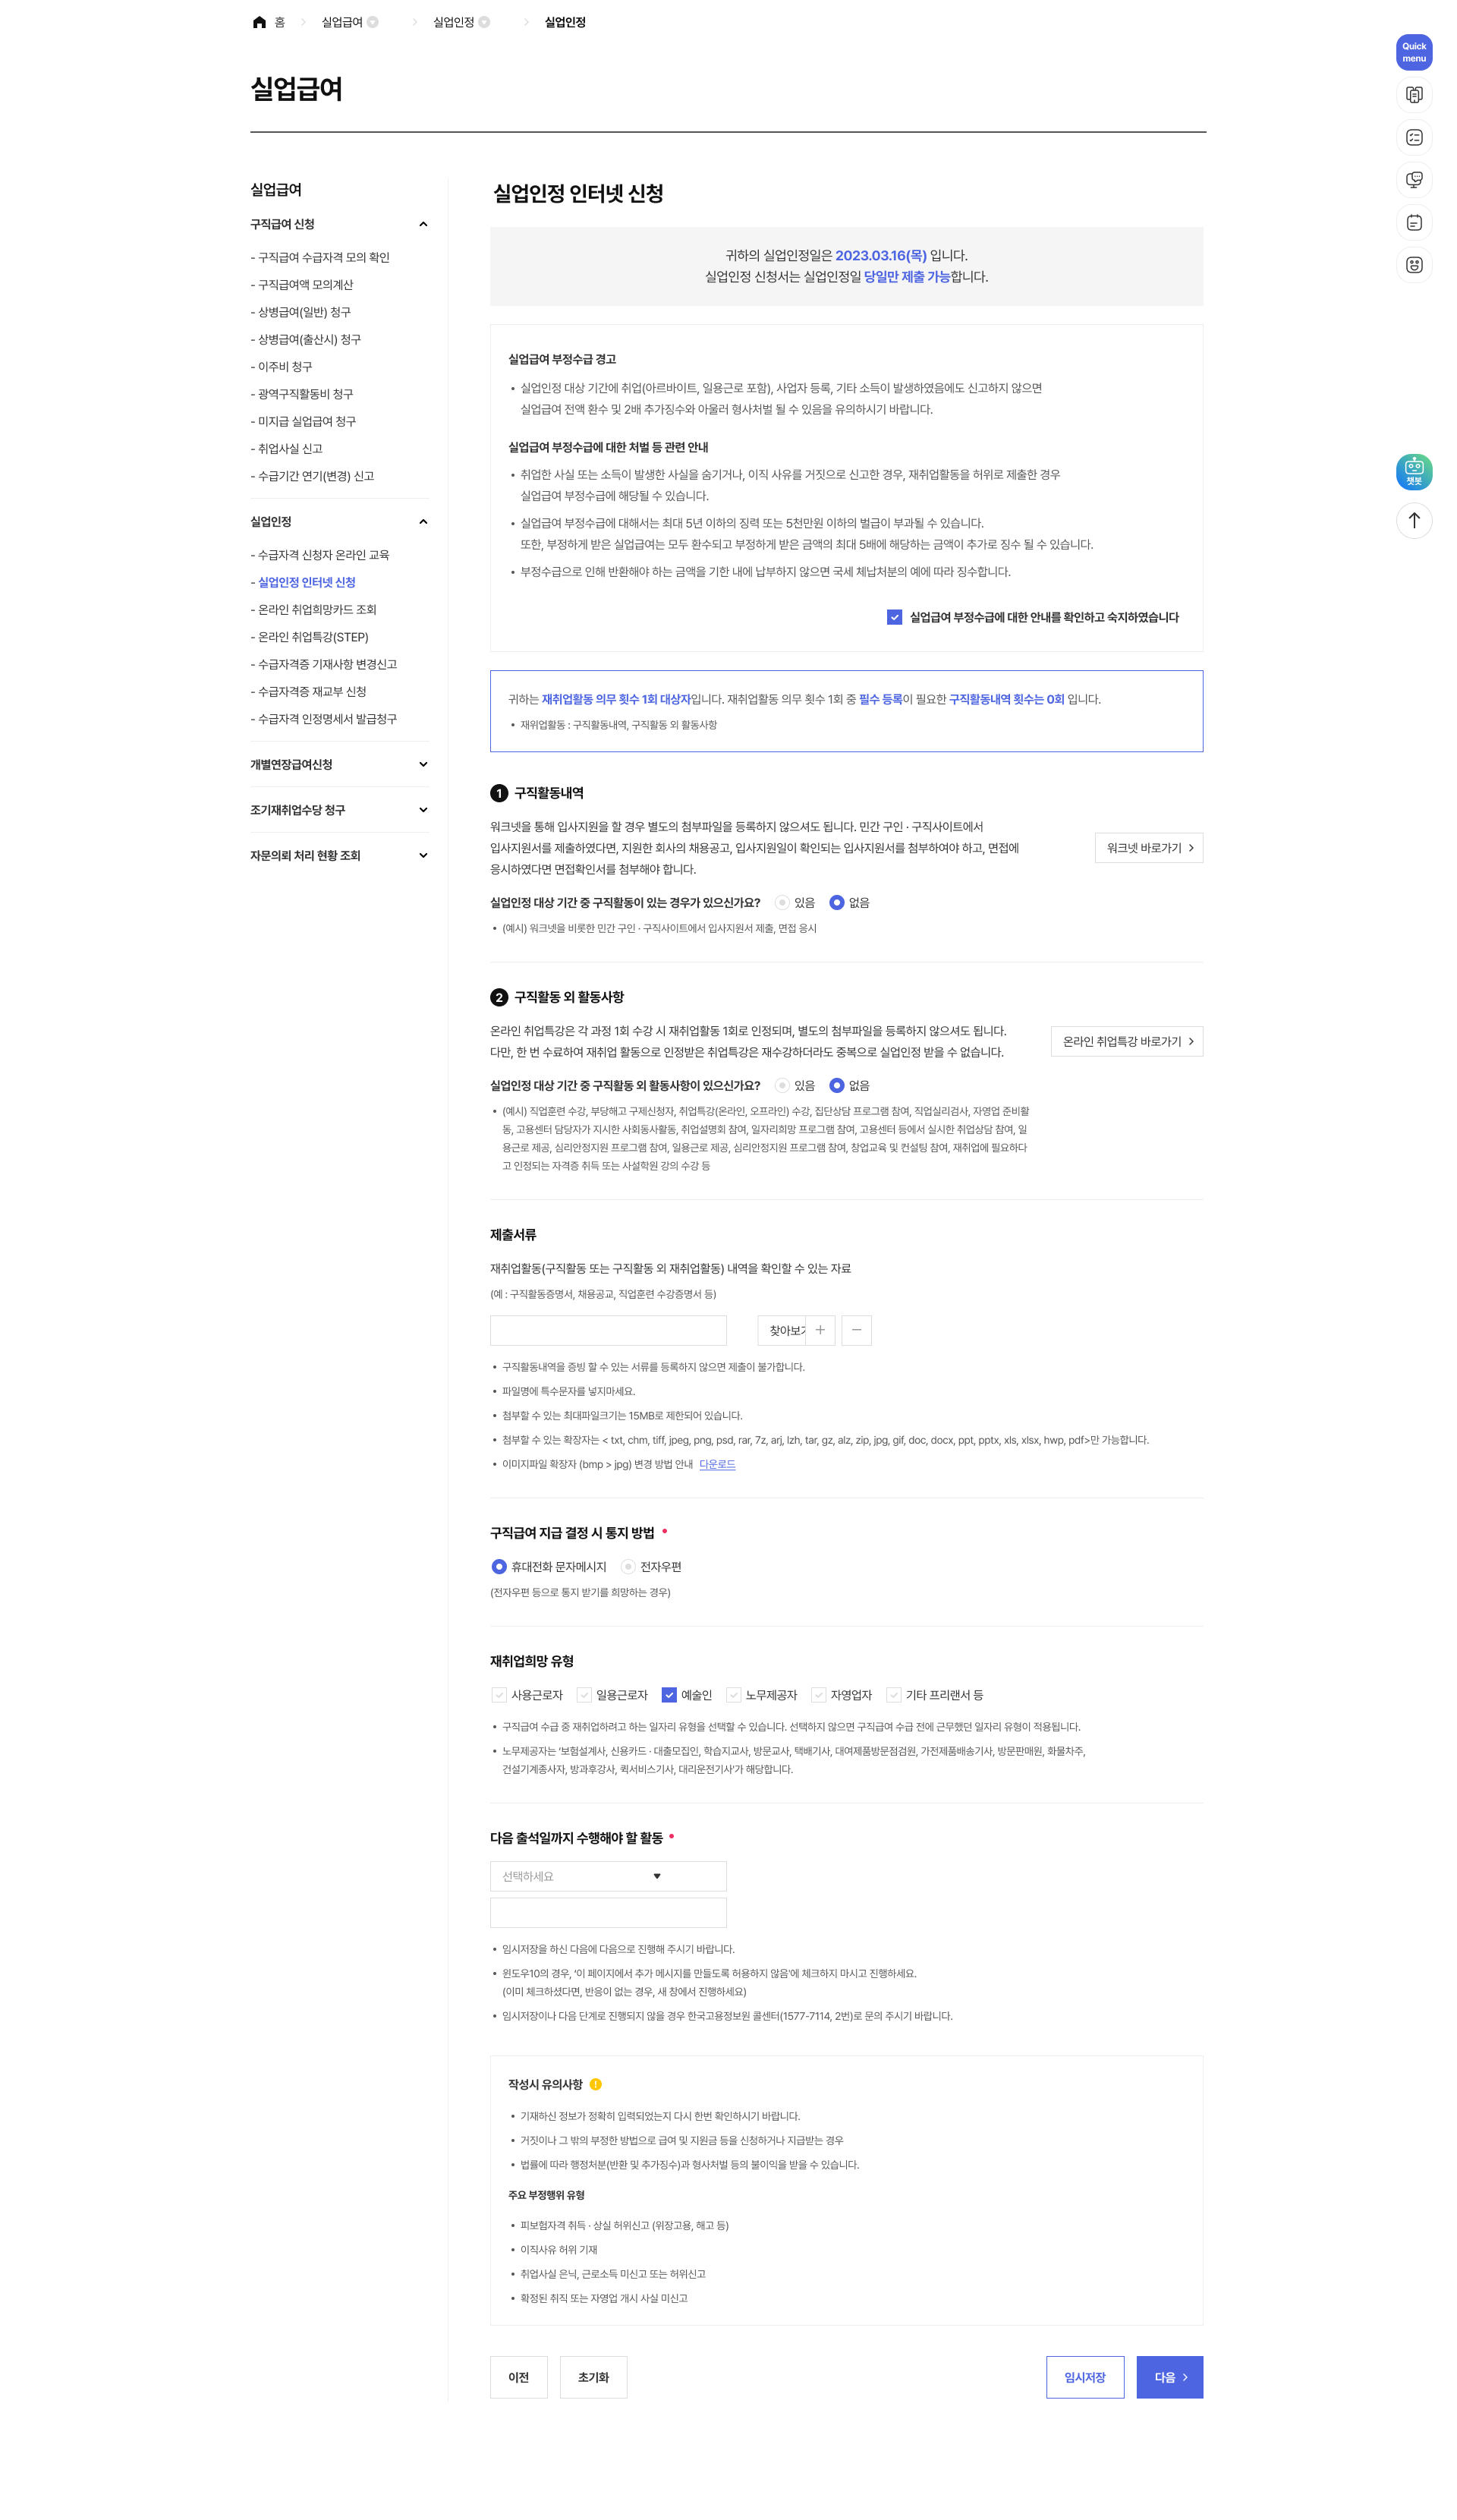 홈 실업급여 실업인정 실업인정
Quick
menu
실업급여
실업급여
구직급여 신청
- 구직급여 수급자격 모의 확인
- 구직급여액 모의계산
- 상병급여(일반) 청구
- 상병급여(출산시) 청구
- 이주비 청구
- 광역구직활동비 청구
- 미지급 실업급여 청구
- 취업사실 신고
- 수급기간 연기(변경) 신고
실업인정
- 수급자격 신청자 온라인 교육
- 실업인정 인터넷 신청
- 온라인 취업희망카드 조회
- 온라인 취업특강(STEP)
- 수급자격증 기재사항 변경신고
- 수급자격증 재교부 신청
- 수급자격 인정명세서 발급청구
개별연장급여신청
조기재취업수당 청구
자문의뢰 처리 현황 조회
실업인정 인터넷 신청
귀하의 실업인정일은 2023.03.16(목) 입니다.
실업인정 신청서는 실업인정일 당일만 제출 가능합니다.
실업급여 부정수급 경고
• 실업인정 대상 기간에 취업(아르바이트, 일용근로 포함), 사업자 등록, 기타 소득이 발생하였음에도 신고하지 않으면
실업급여 전액 환수 및 2배 추가징수와 아울러 형사처벌 될 수 있음을 유의하시기 바랍니다.
실업급여 부정수급에 대한 처벌 등 관련 안내
• 취업한 사실 또는 소득이 발생한 사실을 숨기거나, 이직 사유를 거짓으로 신고한 경우, 재취업활동을 허위로 제출한 경우
실업급여 부정수급에 해당될 수 있습니다.
• 실업급여 부정수급에 대해서는 최대 5년 이하의 징력 또는 5천만원 이하의 벌급이 부과될 수 있습니다.
또한, 부정하게 받은 실업급여는 모두 환수되고 부정하게 받은 금액의 최대 5배에 해당하는 금액이 추가로 징수 될 수 있습니다.
• 부정수급으로 인해 반환해야 하는 금액을 기한 내에 납부하지 않으면 국세 체납처분의 예에 따라 징수합니다.
실업급여 부정수급에 대한 안내를 확인하고 숙지하였습니다
챗봇
귀하는 재취업활동 의무 횟수 1회 대상자입니다. 재취업활동 의무 횟수 1회 중 필수 등록이 필요한 구직활동내역 횟수는 0회 입니다.
• 재위업활동 : 구직활동내역, 구직활동 외 활동사항
1 구직활동내역
워크넷을 통해 입사지원을 할 경우 별도의 첨부파일을 등록하지 않으셔도 됩니다. 민간 구인 · 구직사이트에서
입사지원서를 제출하였다면, 지원한 회사의 채용공고, 입사지원일이 확인되는 입사지원서를 첨부하여야 하고, 면접에
응시하였다면 면접확인서를 첨부해야 합니다.
워크넷 바로가기
실업인정 대상 기간 중 구직활동이 있는 경우가 있으신가요? 있음 없음
• (예시) 워크넷을 비롯한 민간 구인 · 구직사이트에서 입사지원서 제출, 면접 응시
2 구직활동 외 활동사항
온라인 취업특강은 각 과정 1회 수강 시 재취업활동 1회로 인정되며, 별도의 첨부파일을 등록하지 않으셔도 됩니다.
다만, 한 번 수료하여 재취업 활동으로 인정받은 취업특강은 재수강하더라도 중복으로 실업인정 받을 수 없습니다.
온라인 취업특강 바로가기
실업인정 대상 기간 중 구직활동 외 활동사항이 있으신가요? 있음 없음
• (예시) 직업훈련 수강, 부당해고 구제신청자, 취업특강(온라인, 오프라인) 수강, 집단상담 프로그램 참여, 직업실리검사, 자영업 준비활
동, 고용센터 담당자가 지시한 사회동사활동, 취업설명회 참여, 일자리희망 프로그램 참여, 고용센터 등에서 실시한 취업상담 참여, 일
용근로 제공, 심리안정지원 프로그램 참여, 일용근로 제공, 심리안정지원 프로그램 참여, 창업교육 및 컨설팅 참여, 재취업에 필요하다
고 인정되는 자격증 취득 또는 사설학원 강의 수강 등
제출서류
재취업활동(구직활동 또는 구직활동 외 재취업활동) 내역을 확인할 수 있는 자료
(예 : 구직활동증명서, 채용공교, 직업훈련 수강증명서 등)
찾아보기
• 구직활동내역을 증빙 할 수 있는 서류를 등록하지 않으면 제출이 불가합니다.
• 파일명에 특수문자를 넣지마세요.
• 첨부할 수 있는 최대파일크기는 15MB로 제한되어 있습니다.
• 첨부할 수 있는 확장자는 < txt, chm, tiff, jpeg, png, psd, rar, 7z, arj, lzh, tar, gz, alz, zip, jpg, gif, doc, docx, ppt, pptx, xls, xlsx, hwp, pdf>만 가능합니다.
• 이미지파일 확장자 (bmp > jpg) 변경 방법 안내 다운로드
구직급여 지급 결정 시 통지 방법 •
휴대전화 문자메시지 전자우편
(전자우편 등으로 통지 받기를 희망하는 경우)
재취업희망 유형
사용근로자 일용근로자 예술인 노무제공자 자영업자 기타 프리랜서 등
• 구직급여 수급 중 재취업하려고 하는 일자리 유형을 선택할 수 있습니다. 선택하지 않으면 구직급여 수급 전에 근무했던 일자리 유형이 적용됩니다.
• 노무제공자는 '보험설계사, 신용카드 · 대출모집인, 학습지교사, 방문교사, 택배기사, 대여제품방문점검원, 가전제품배송기사, 방문판매원, 화물차주,
건설기계종사자, 방과후강사, 퀵서비스기사, 대리운전기사'가 해당합니다.
다음 출석일까지 수행해야 할 활동 •
선택하세요
• 임시저장을 하신 다음에 다음으로 진행해 주시기 바랍니다.
• 윈도우10의 경우, '이 페이지에서 추가 메시지를 만들도록 허용하지 않음'에 체크하지 마시고 진행하세요.
(이미 체크하셨다면, 반응이 없는 경우, 새 창에서 진행하세요)
• 임시저장이나 다음 단계로 진행되지 않을 경우 한국고용정보원 콜센터(1577-7114, 2번)로 문의 주시기 바랍니다.
작성시 유의사항
• 기재하신 정보가 정확히 입력되었는지 다시 한번 확인하시기 바랍니다.
• 거짓이나 그 밖의 부정한 방법으로 급여 및 지원금 등을 신청하거나 지급받는 경우
• 법률에 따라 행정처분(반환 및 추가징수)과 형사처벌 등의 불이익을 받을 수 있습니다.
주요 부정행위 유형
• 피보험자격 취득 · 상실 허위신고 (위장고용, 해고 등)
• 이직사유 허위 기재
• 취업사실 은닉, 근로소득 미신고 또는 허위신고
• 확정된 취직 또는 자영업 개시 사실 미신고
이전 초기화 임시저장 다음